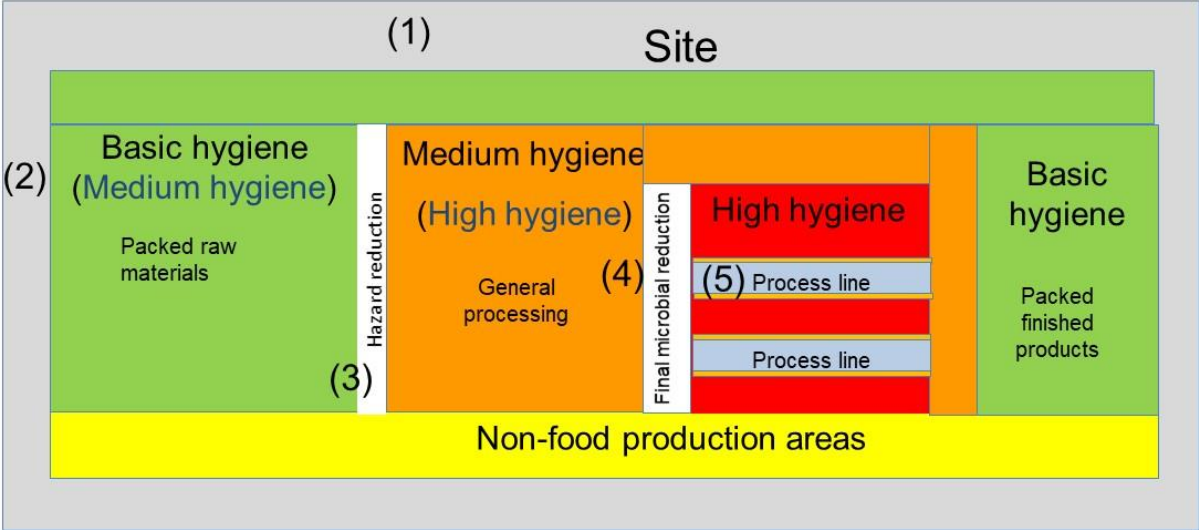 (1)
Site
(2)
Basic hygiene
(Medium hygiene)
Packed raw
materials
(3)
Hazard reduction
Medium hygiene
(High hygiene)
General
processing
(4)
Final microbial reduction
High hygiene
(5)
Process line
Process line
Basic
hygiene
Packed
finished
products
Non-food production areas